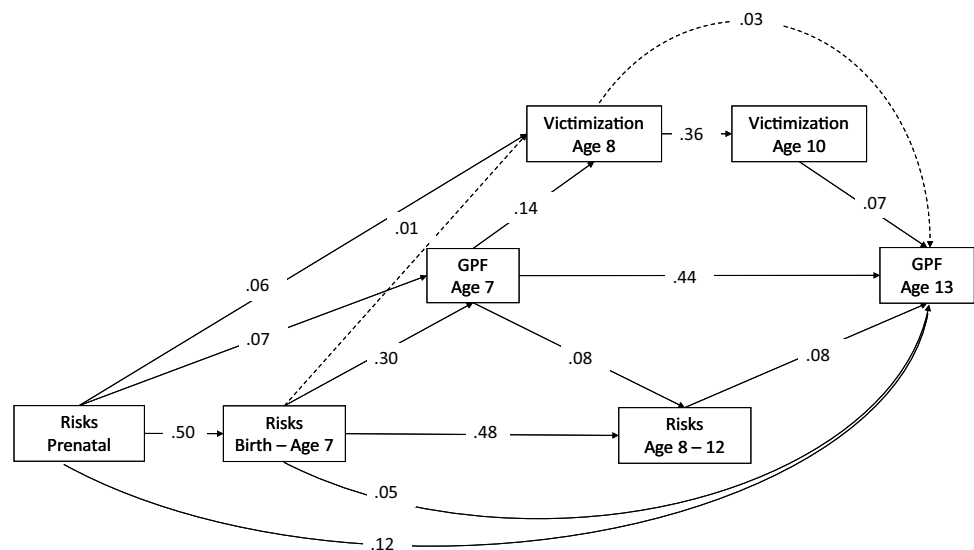 .03
Victimization
Age 8
.36
Victimization
Age 10
.14
.07
.01
GPF
Age 7
.44
GPF
Age 13
.06
.07
.30
.08
.08
Risks
Prenatal
.50
Risks
Birth – Age 7
.48
Risks
Age 8 – 12
.05
.12